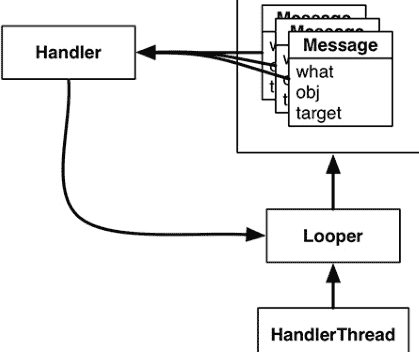 Message
Message
Message
Handler
what
obj
target
Looper
HandlerThread